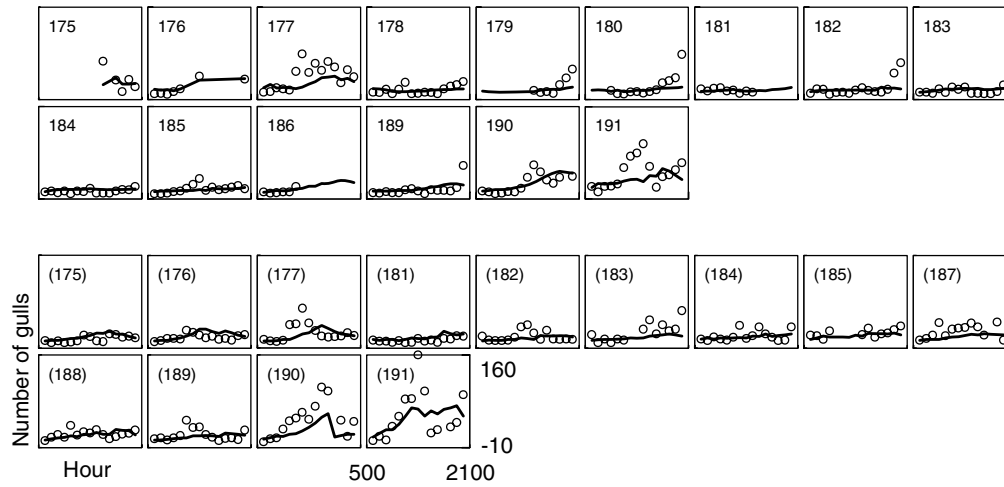 175 176 177 178 179 180 181 182 183
184 185 186 189 190 191
(175) (176) (177) (181) (182) (183) (184) (185) (187)
(188) (189) (190) (191) 160
-10
Number of gulls
Hour 500 2100